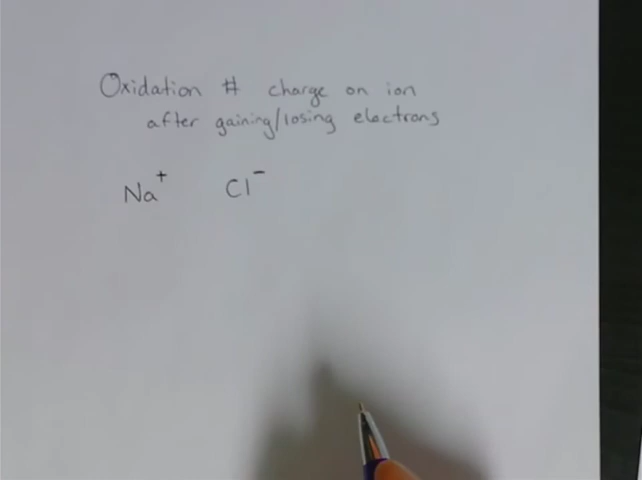 Oxidation # charge on ion
after gaining/losing electrons
Na⁺ Cl⁻